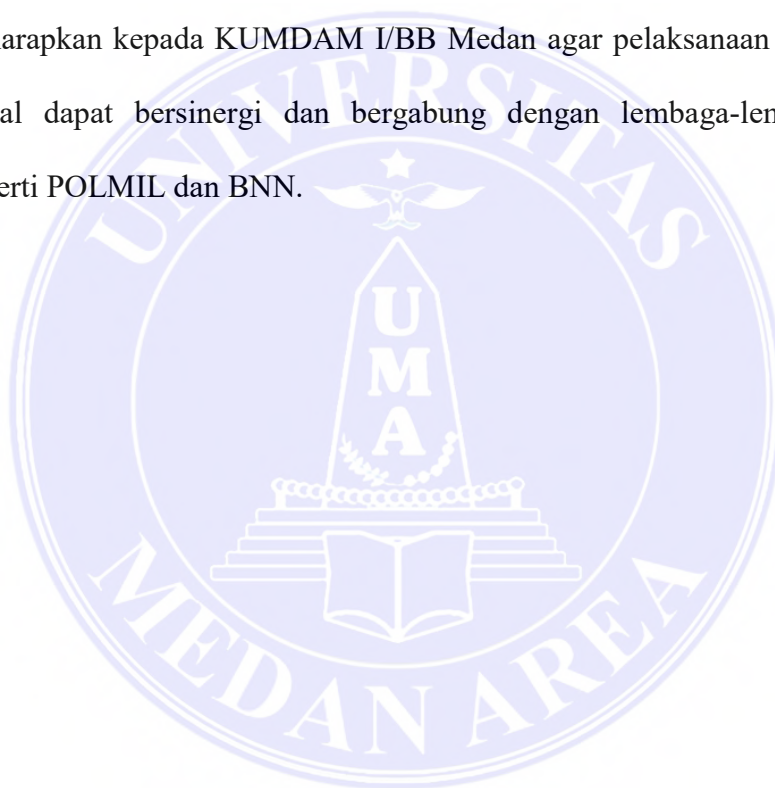 arapkan kepada KUMDAM I/BB Medan agar pelaksanaan
al dapat bersinergi dan bergabung dengan lembaga-len
erti POLMIL dan BNN.
UNIVERSITAS
UMA
MEDAN AREA